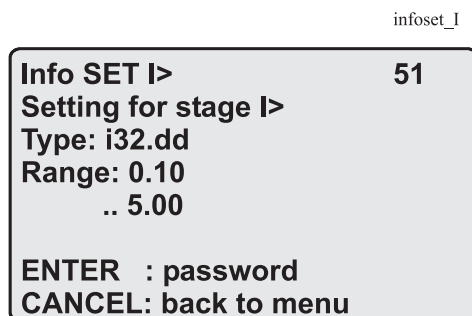 infoset_I
Info SET I> 51
Setting for stage I>
Type: i32.dd
Range: 0.10
.. 5.00
ENTER : password
CANCEL: back to menu